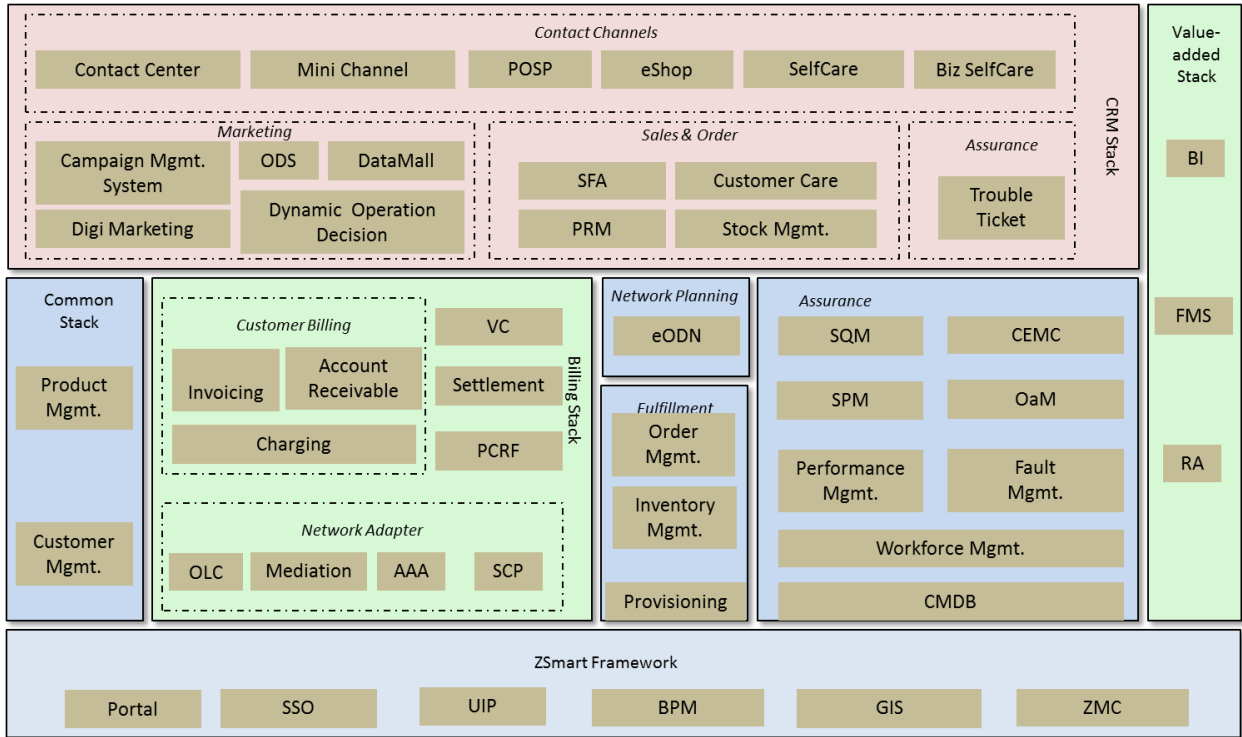 Contact Channels
Contact Center
Mini Channel
POSP
eShop
SelfCare
Biz SelfCare
CRM Stack
Marketing
Campaign Mgmt.
System
ODS
DataMall
Digi Marketing
Dynamic Operation
Decision
Sales & Order
SFA
Customer Care
PRM
Stock Mgmt.
Assurance
Trouble
Ticket
Value-
added
Stack
BI
FMS
RA
Common
Stack
Product
Mgmt.
Customer
Mgmt.
Customer Billing
Invoicing
Account
Receivable
Charging
VC
Settlement
PCRF
Billing Stack
Network Adapter
OLC
Mediation
AAA
SCP
Network Planning
eODN
Fulfillment
Order
Mgmt.
Inventory
Mgmt.
Provisioning
Assurance
SQM
CEMC
SPM
OaM
Performance
Mgmt.
Fault
Mgmt.
Workforce Mgmt.
CMDB
ZSmart Framework
Portal
SSO
UIP
BPM
GIS
ZMC